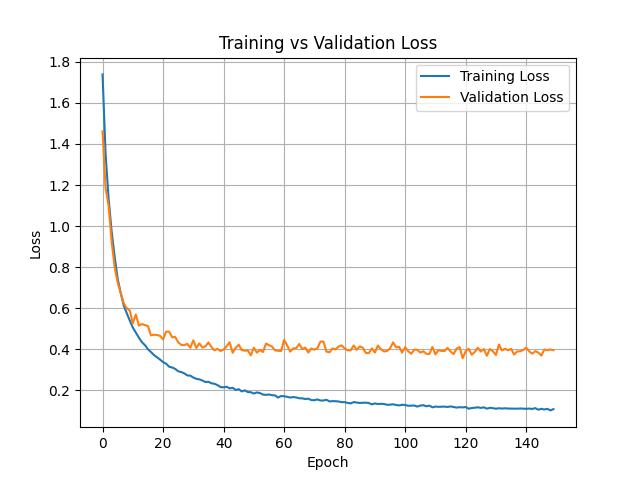 Training vs Validation Loss
Training Loss
Validation Loss
1.8
1.6
1.4
1.2
1.0
0.8
0.6
0.4
0.2
Loss
0 20 40 60 80 100 120 140
Epoch